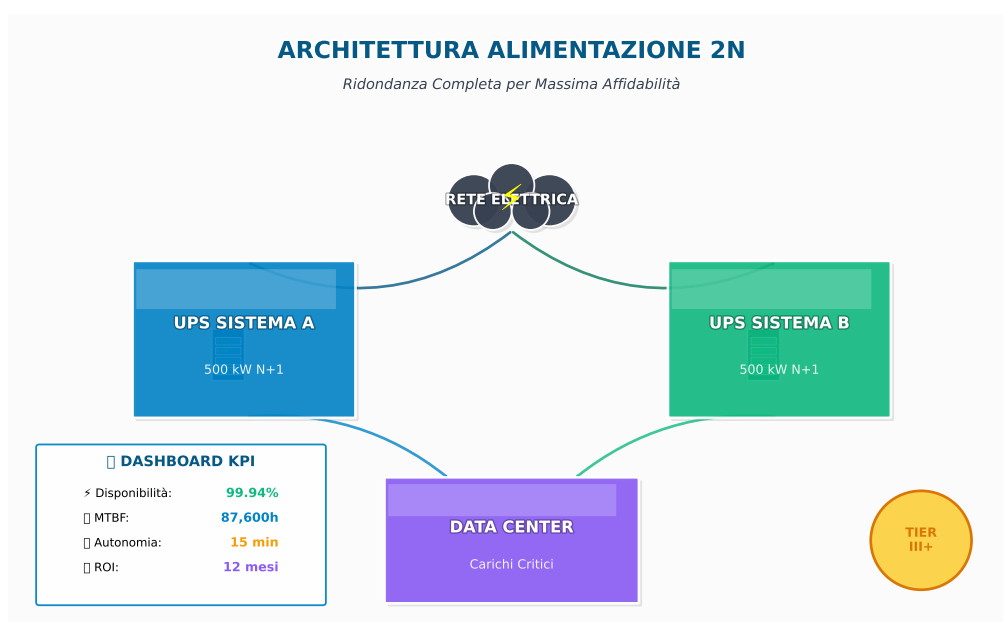 ARCHITETTURA ALIMENTAZIONE 2N
Ridondanza Completa per Massima Affidabilità
RETE ELETTRICA
UPS SISTEMA A
500 kW N+1
UPS SISTEMA B
500 kW N+1
DASHBOARD KPI
⚡ Disponibilità: 99.94%
MTBF: 87,600h
Autonomia: 15 min
ROI: 12 mesi
DATA CENTER
Carichi Critici
TIER
III+